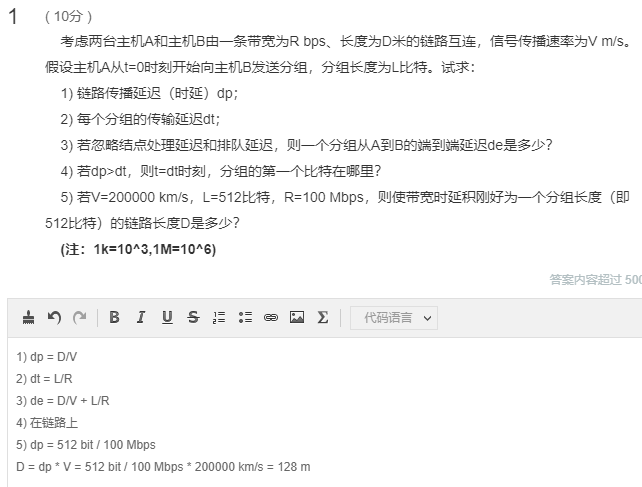 1 （10分）
考虑两台主机A和主机B由一条带宽为R bps、长度为D米的链路互连，信号传播速率为V m/s。
假设主机A从t=0时刻开始向主机B发送分组，分组长度为L比特。试求：
1) 链路传播延迟（时延）dp；
2) 每个分组的传输延迟dt；
3) 若忽略结点处理延迟和排队延迟，则一个分组从A到B的端到端延迟de是多少？
4) 若dp>dt，则t=dt时刻，分组的第一个比特在哪里？
5) 若V=200000 km/s，L=512比特，R=100 Mbps，则使带宽时延积刚好为一个分组长度（即
512比特）的链路长度D是多少？
(注：1k=10^3,1M=10^6)
答案内容超过 500
B I U S Σ 代码语言
1) dp = D/V
2) dt = L/R
3) de = D/V + L/R
4) 在链路上
5) dp = 512 bit / 100 Mbps
D = dp * V = 512 bit / 100 Mbps * 200000 km/s = 128 m